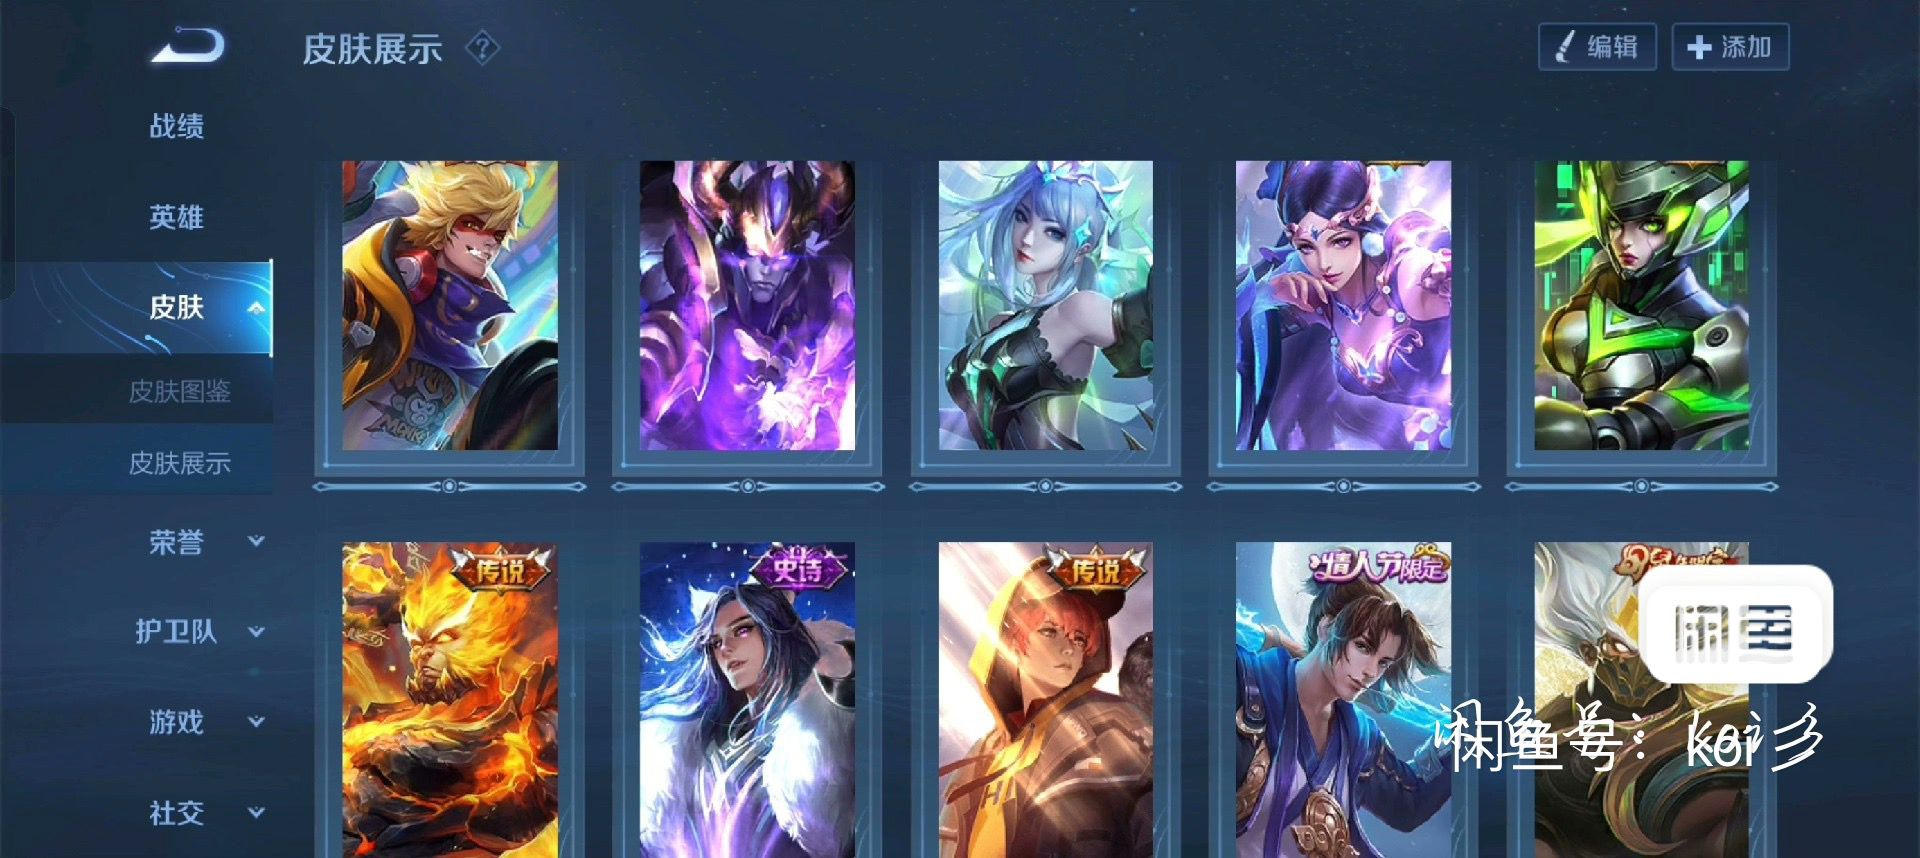 皮肤展示
?
编辑
添加
战绩
英雄
皮肤
皮肤图鉴
皮肤展示
荣誉
护卫队
游戏
社交
传说
史诗
传说
情人节限定
闲鱼
闲鱼号：koi彡